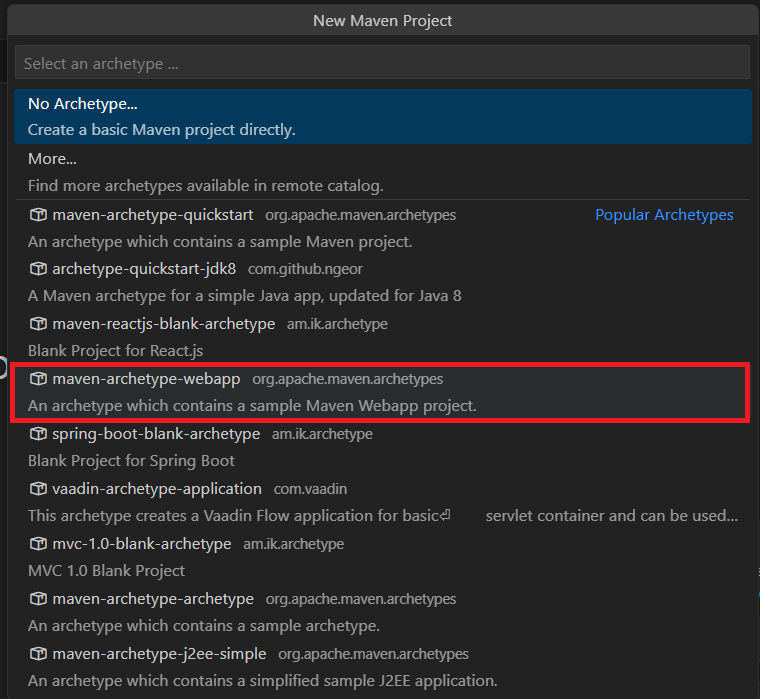 New Maven Project
Select an archetype ...
No Archetype...
Create a basic Maven project directly.
More...
Find more archetypes available in remote catalog.
maven-archetype-quickstart org.apache.maven.archetypes Popular Archetypes
An archetype which contains a sample Maven project.
archetype-quickstart-jdk8 com.github.ngeor
A Maven archetype for a simple Java app, updated for Java 8
maven-reactjs-blank-archetype am.ik.archetype
Blank Project for React.js
maven-archetype-webapp org.apache.maven.archetypes
An archetype which contains a sample Maven Webapp project.
spring-boot-blank-archetype am.ik.archetype
Blank Project for Spring Boot
vaadin-archetype-application com.vaadin
This archetype creates a Vaadin Flow application for basic⏎ servlet container and can be used...
mvc-1.0-blank-archetype am.ik.archetype
MVC 1.0 Blank Project
maven-archetype-archetype org.apache.maven.archetypes
An archetype which contains a sample archetype.
maven-archetype-j2ee-simple org.apache.maven.archetypes
An archetype which contains a simplified sample J2EE application.